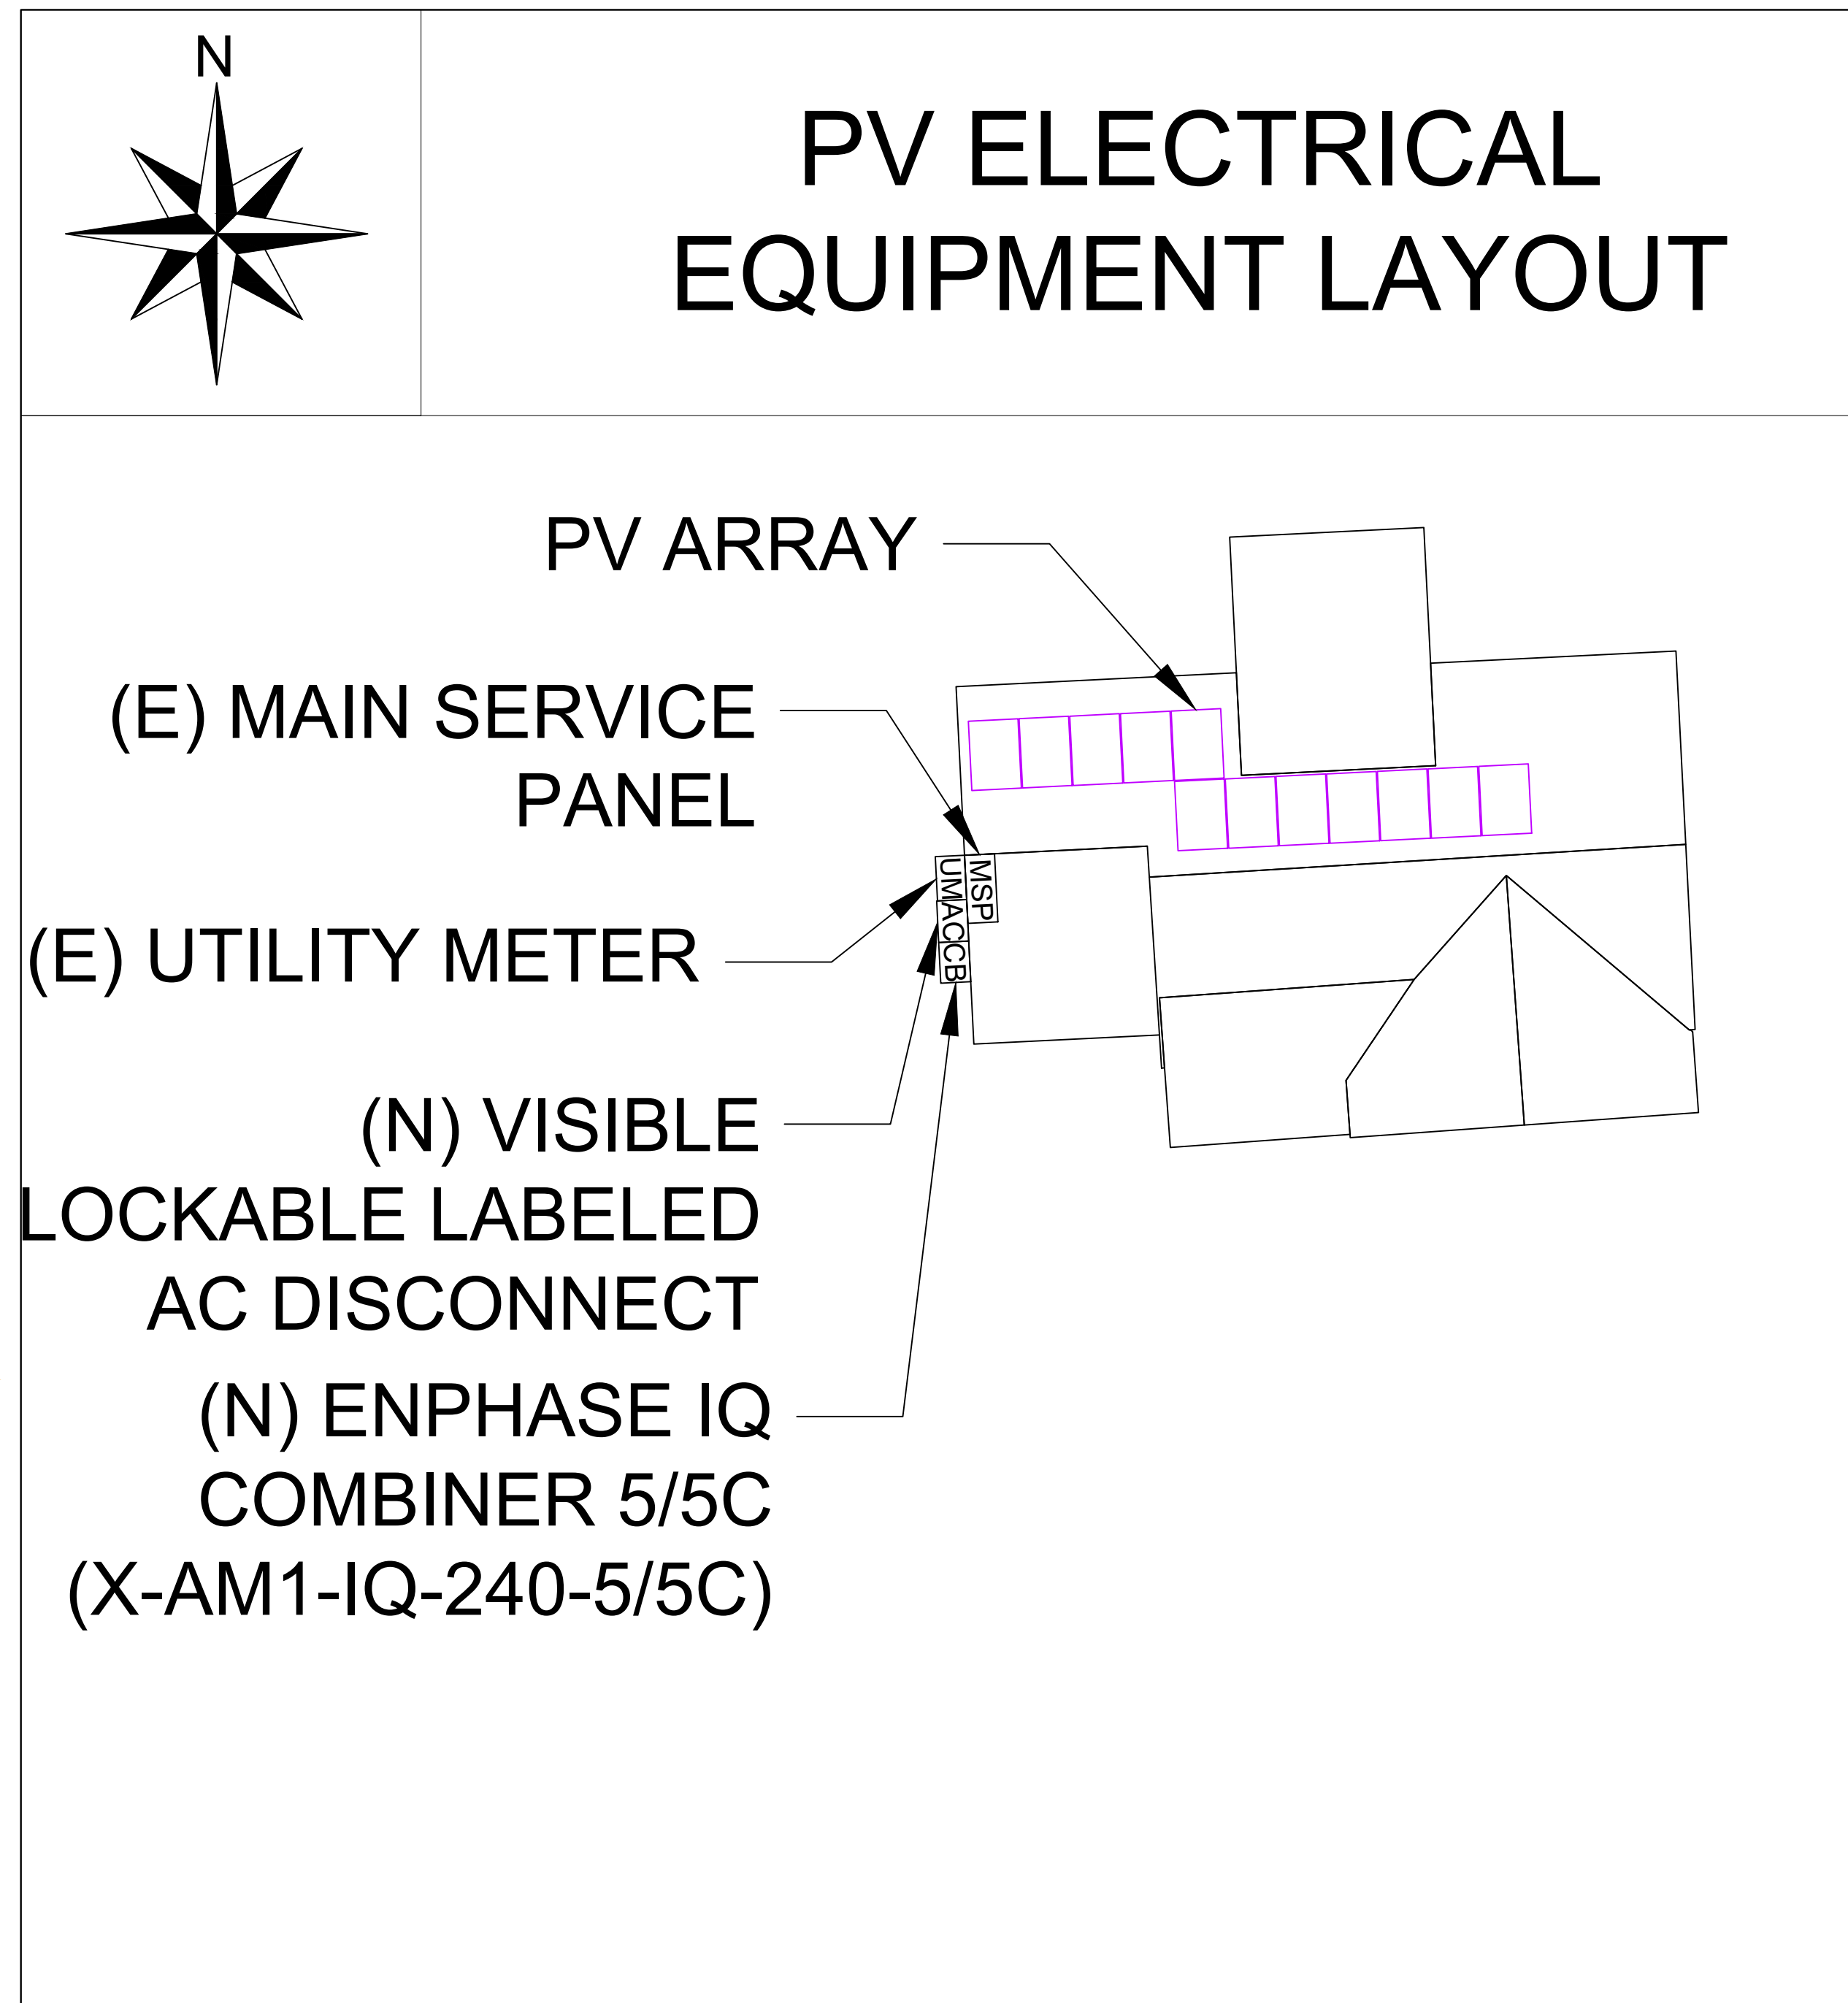 N
PV ELECTRICAL
EQUIPMENT LAYOUT
PV ARRAY
(E) MAIN SERVICE
PANEL
(E) UTILITY METER
(N) VISIBLE
LOCKABLE LABELED
AC DISCONNECT
(N) ENPHASE IQ
COMBINER 5/5C
(X-AM1-IQ-240-5/5C)
MSP
UM
AC
CB